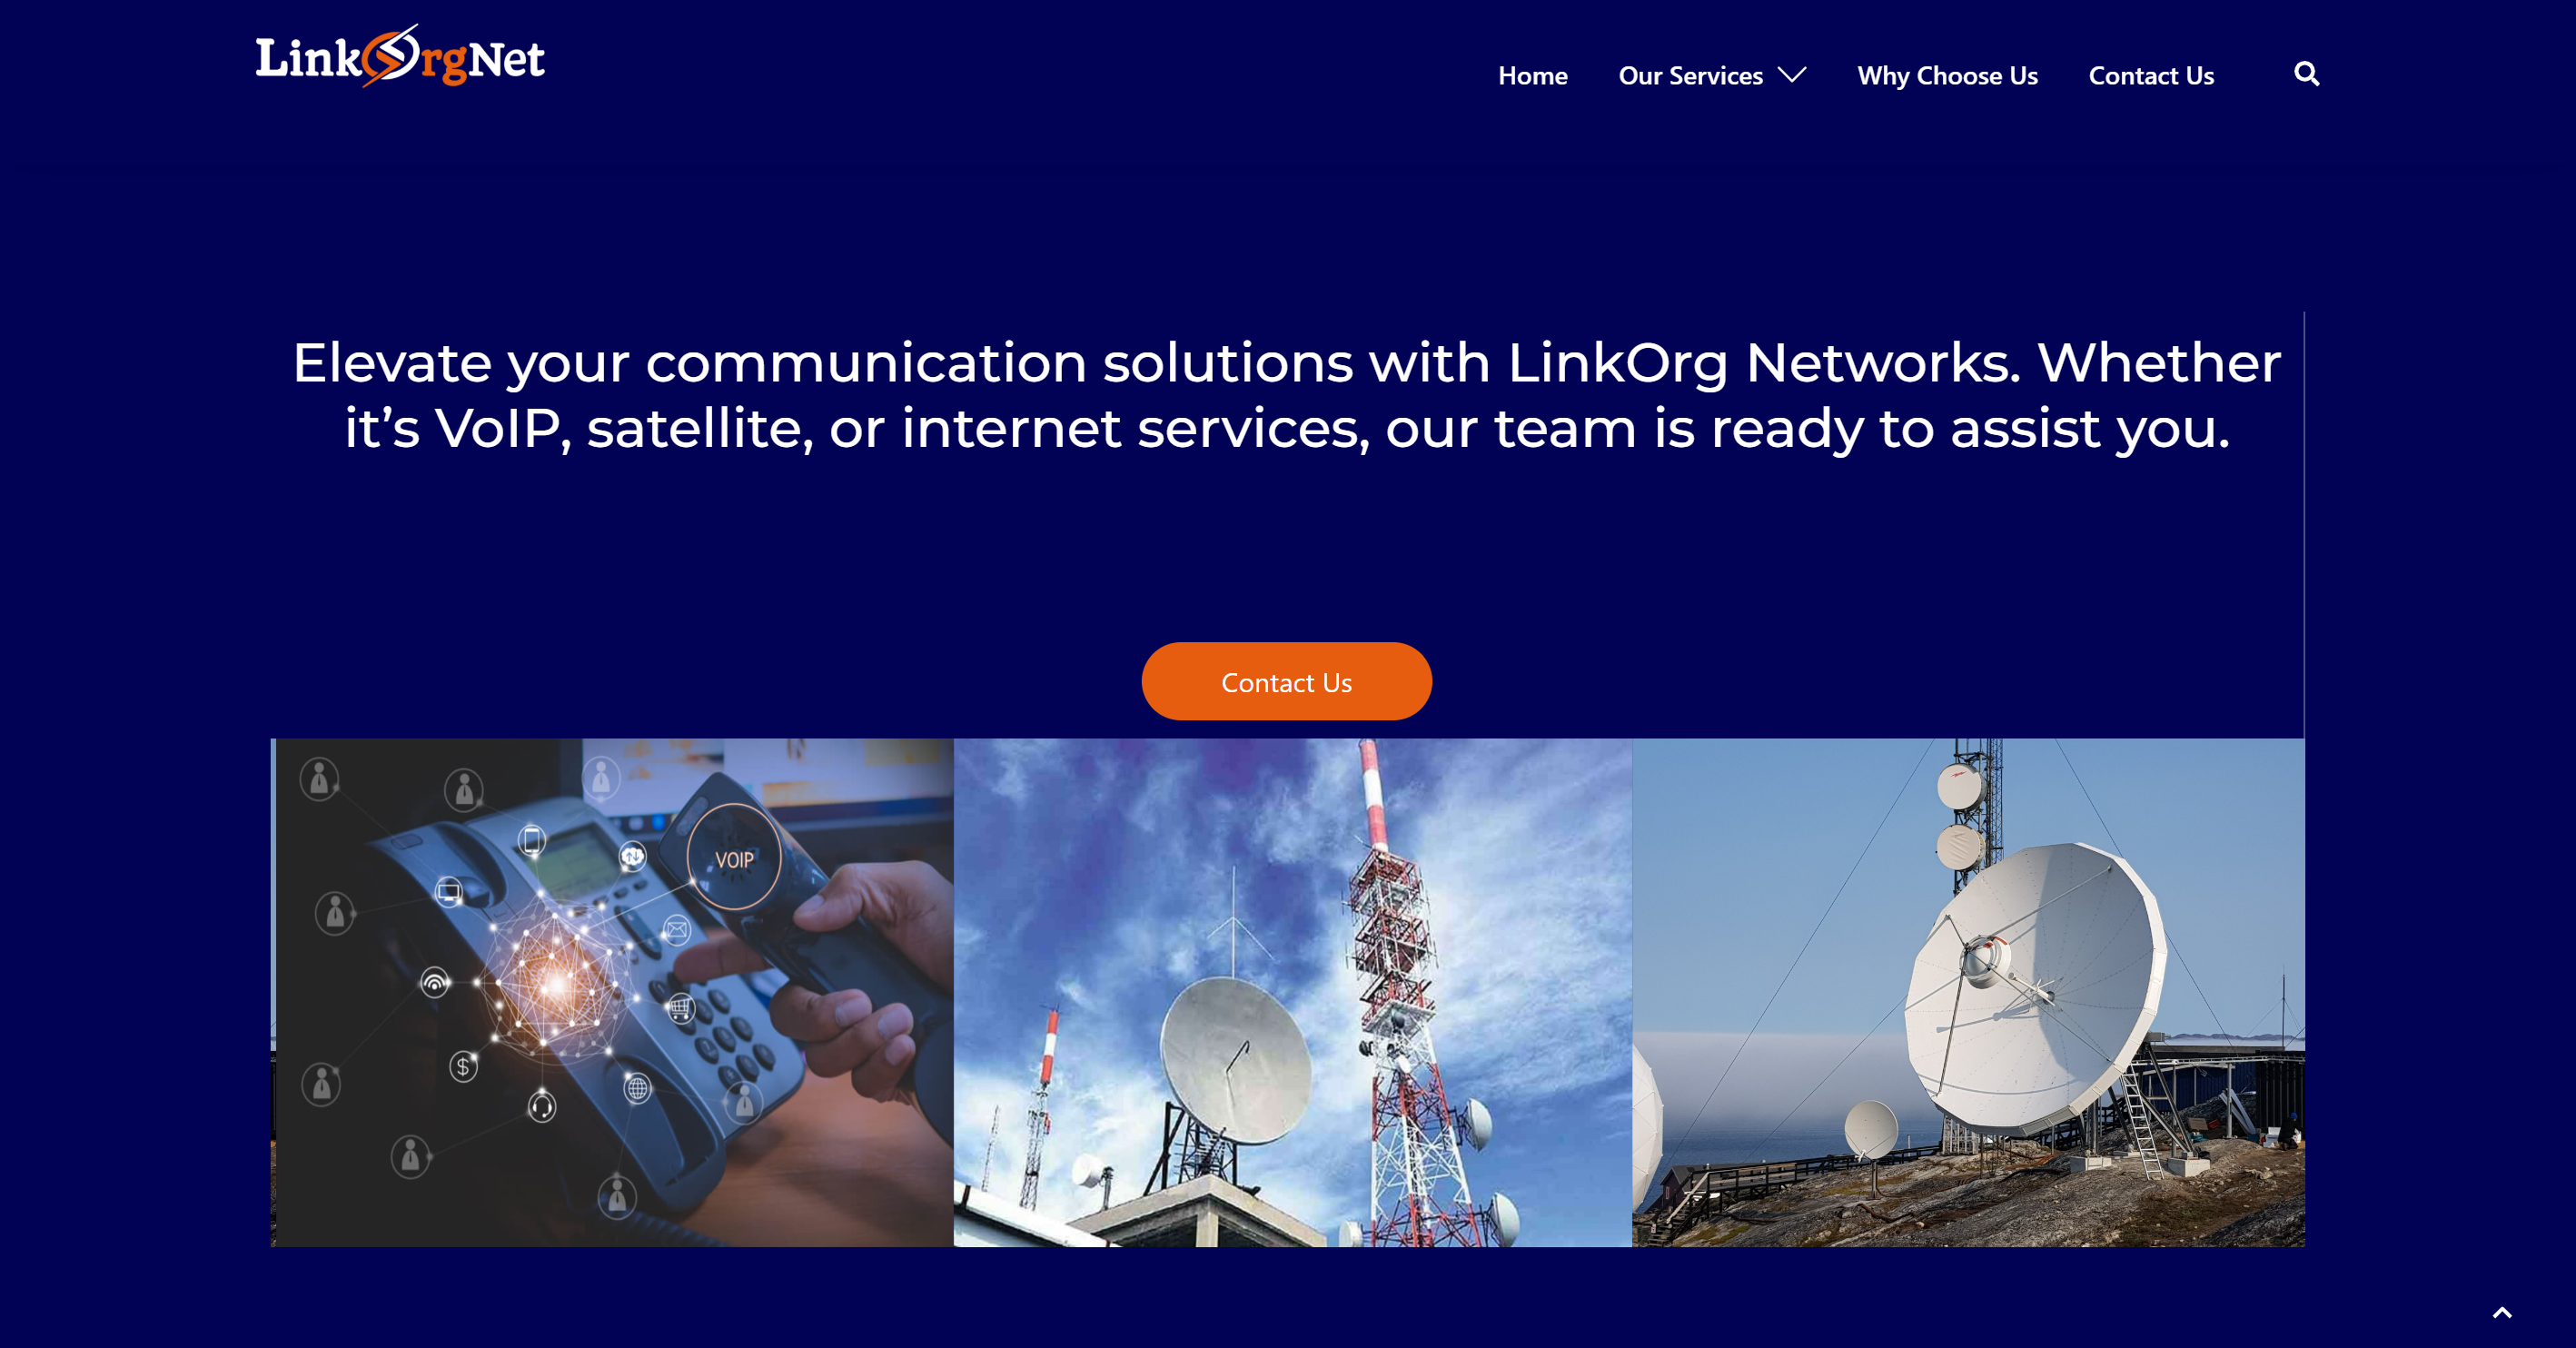 LinkOrgNet
Home
Our Services
Why Choose Us
Contact Us
Elevate your communication solutions with LinkOrg Networks. Whether
it’s VoIP, satellite, or internet services, our team is ready to assist you.
Contact Us
VOIP
$